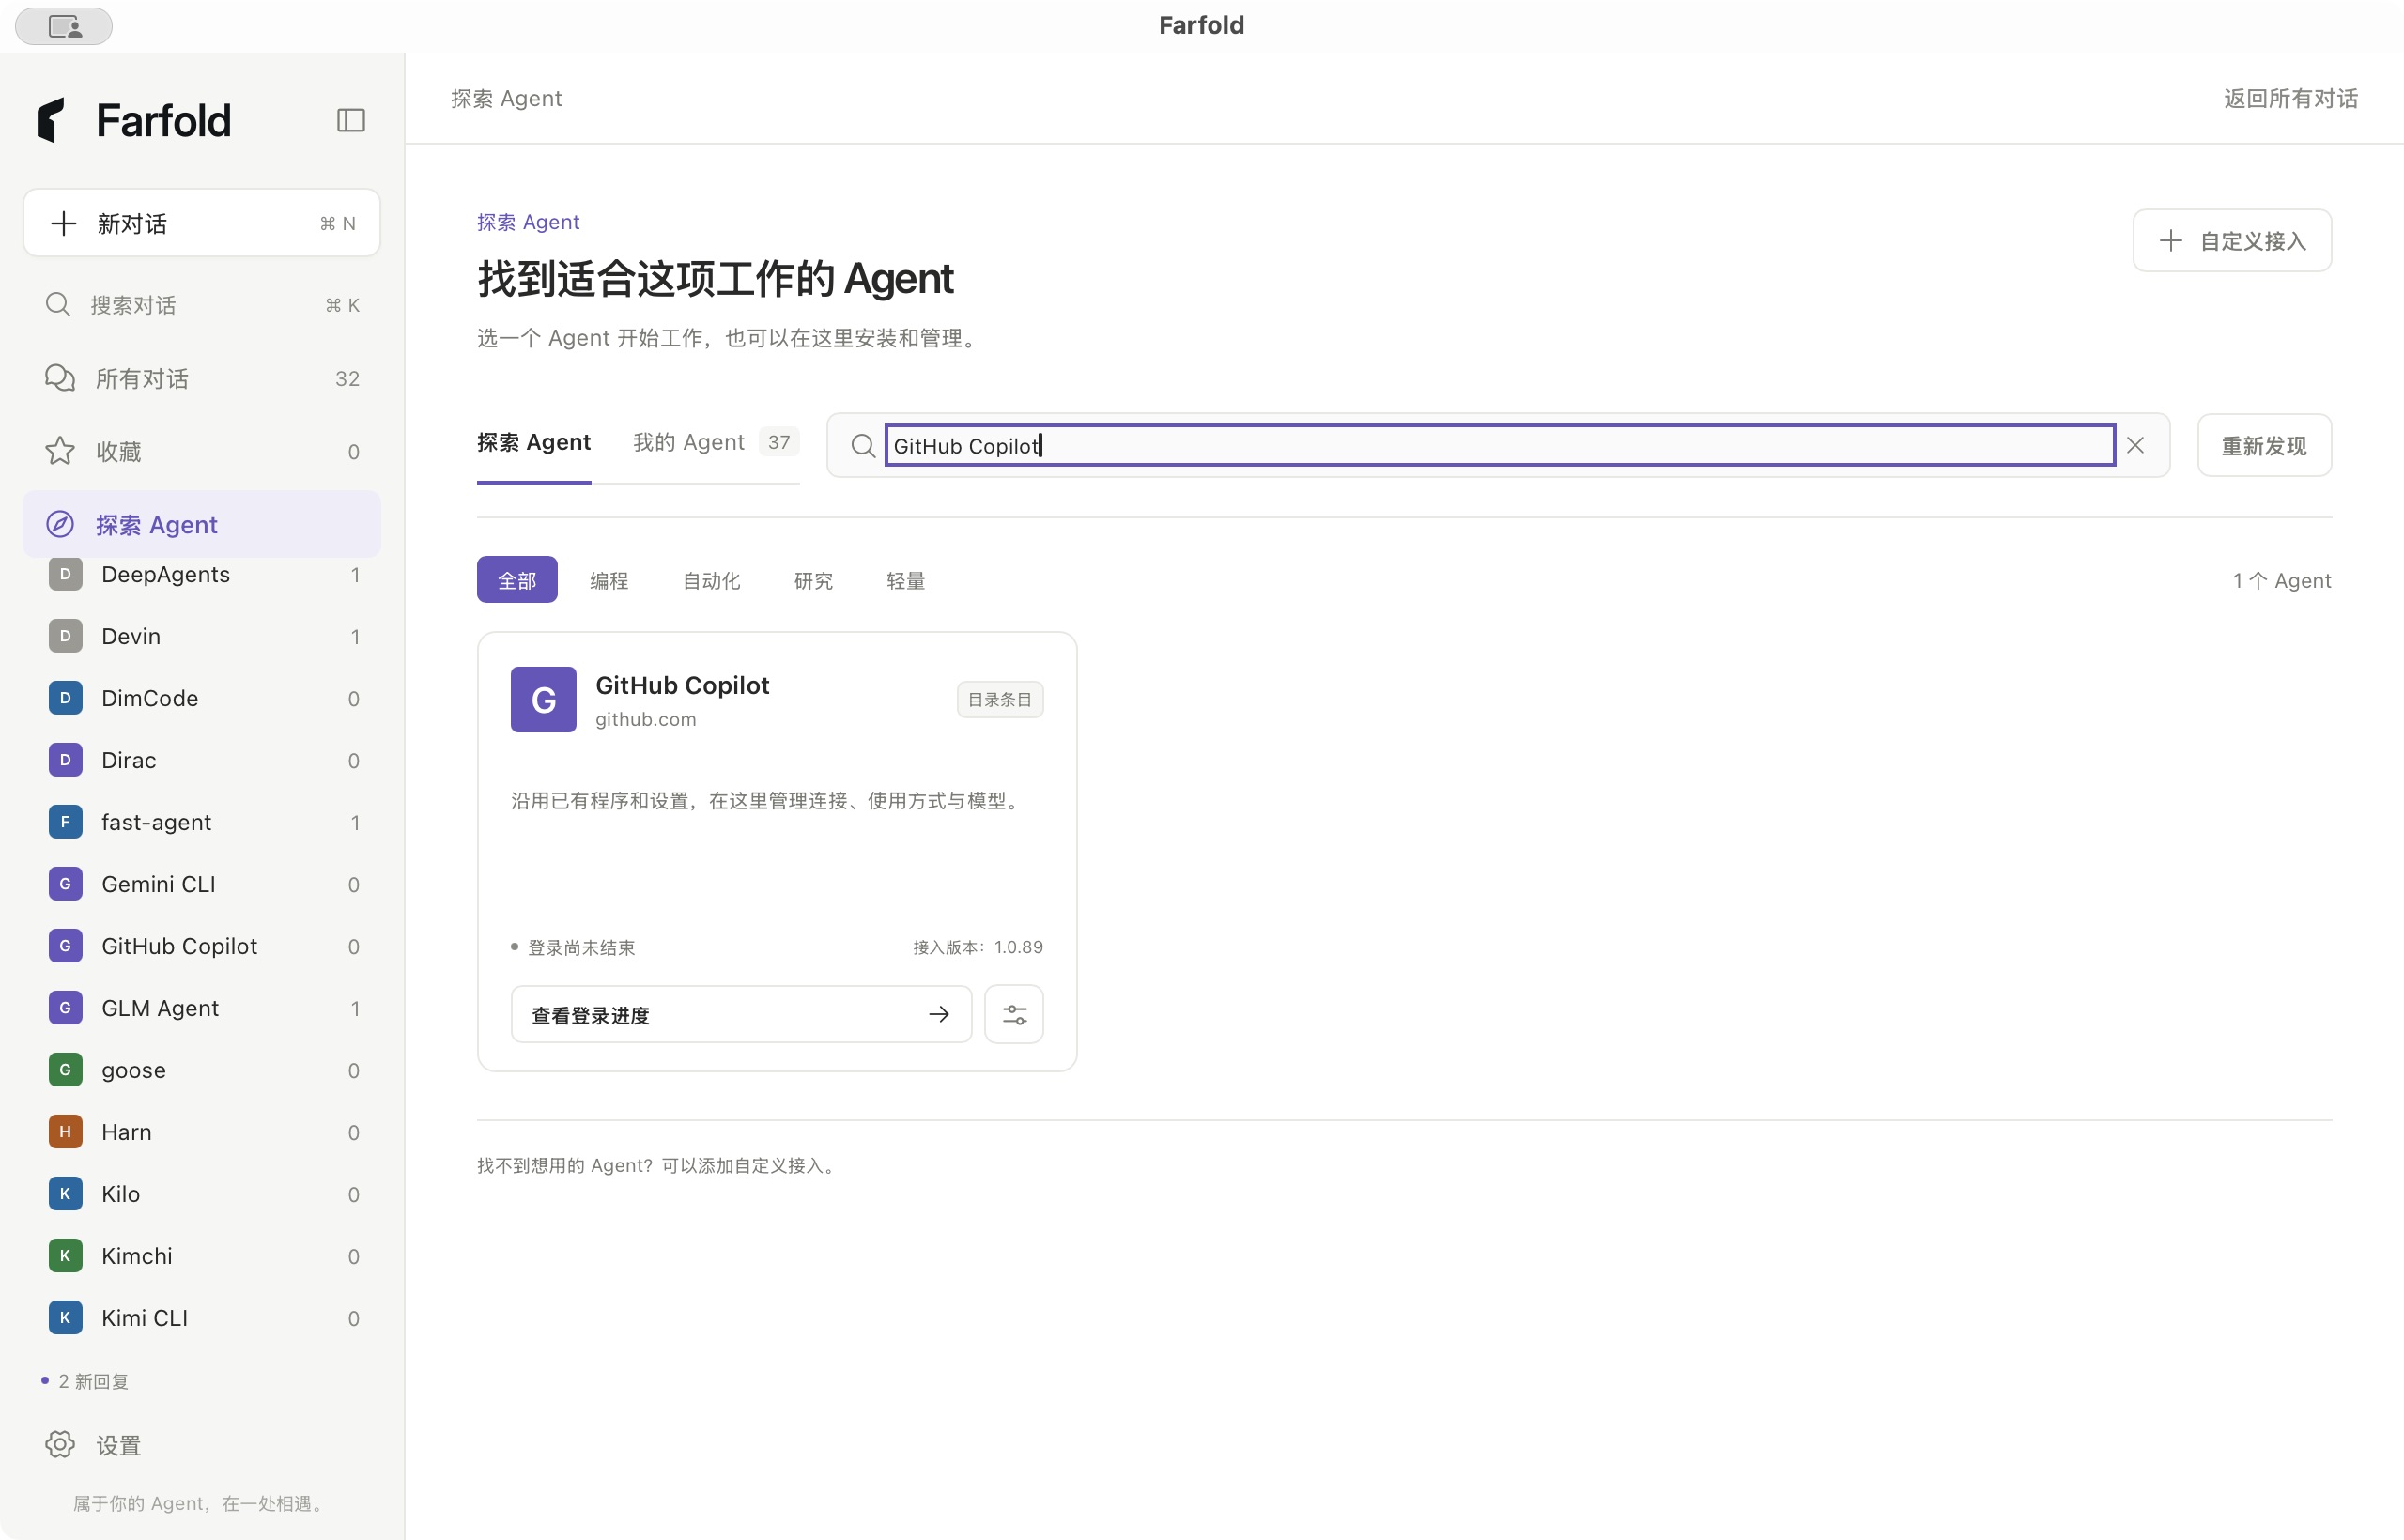 Farfold
Farfold
新对话 ⌘ N
搜索对话 ⌘ K
所有对话 32
收藏 0
探索 Agent
D DeepAgents 1
D Devin 1
D DimCode 0
D Dirac 0
F fast-agent 1
G Gemini CLI 0
G GitHub Copilot 0
G GLM Agent 1
G goose 0
H Harn 0
K Kilo 0
K Kimchi 0
K Kimi CLI 0
2 新回复
设置
属于你的 Agent，在一处相遇。
探索 Agent 返回所有对话
探索 Agent
找到适合这项工作的 Agent
选一个 Agent 开始工作，也可以在这里安装和管理。
自定义接入
探索 Agent 我的 Agent 37 GitHub Copilot 重新发现
全部 编程 自动化 研究 轻量 1 个 Agent
G GitHub Copilot 目录条目
github.com
沿用已有程序和设置，在这里管理连接、使用方式与模型。
登录尚未结束 接入版本：1.0.89
查看登录进度
找不到想用的 Agent？可以添加自定义接入。